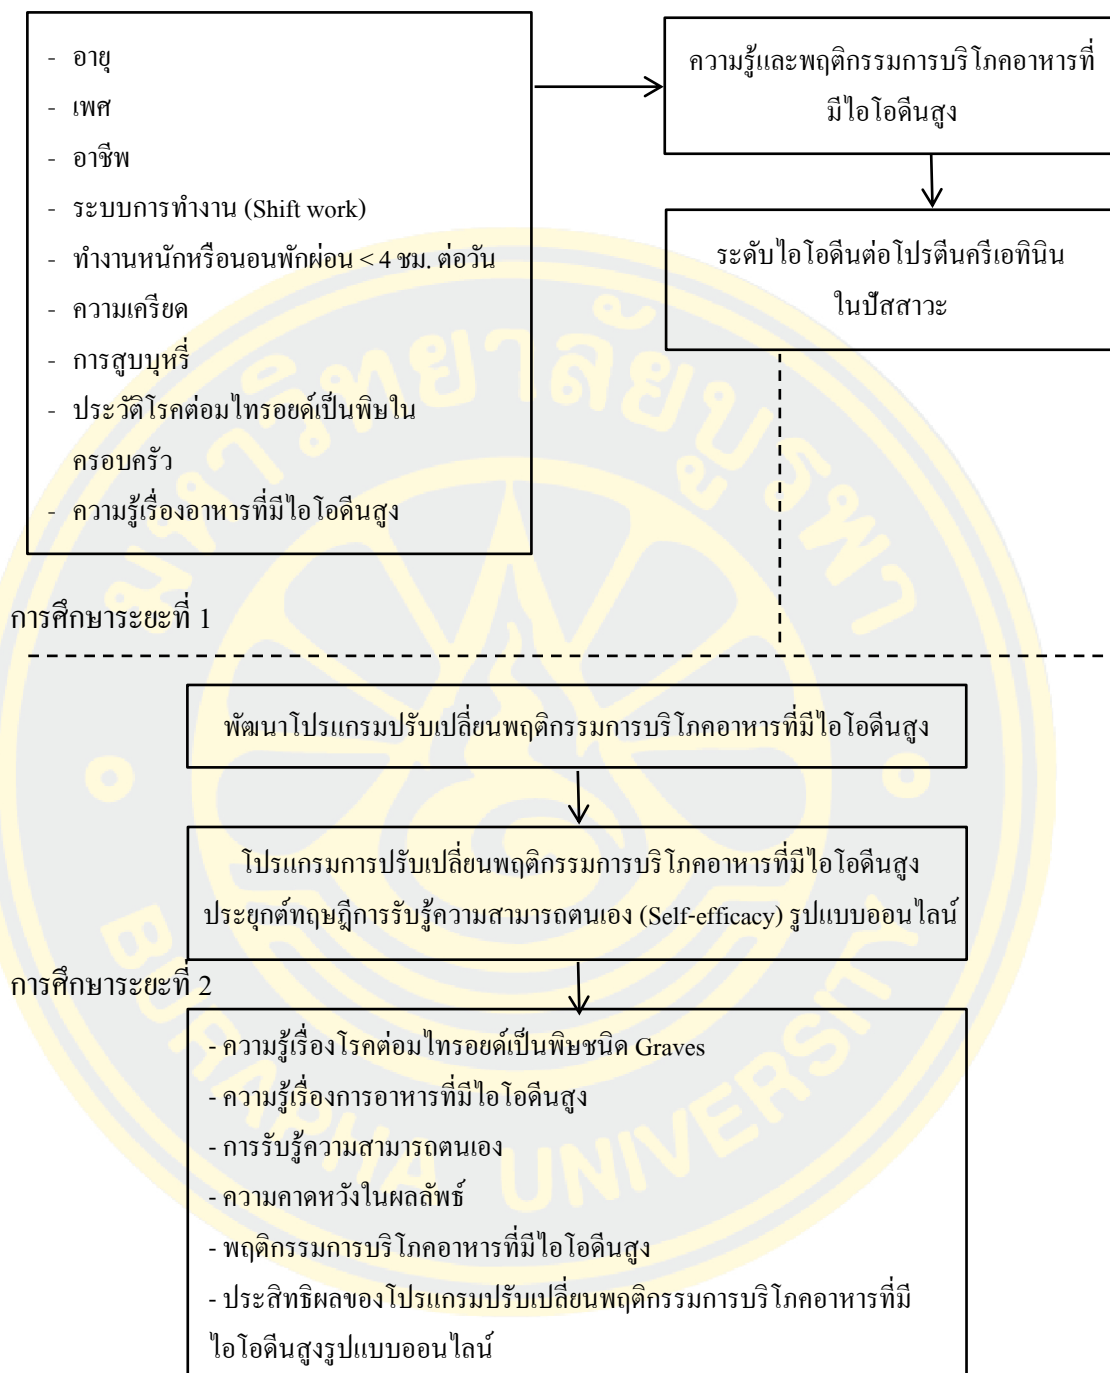 - อายุ
- เพศ
- อาชีพ
- ระบบการทำงาน (Shift work)
- ทำงานหนักหรือนอนพักผ่อน < 4 ชม. ต่อวัน
- ความเครียด
- การสูบบุหรี่
- ประวัติโรคต่อมไทรอยด์เป็นพิษใน
ครอบครัว
- ความรู้เรื่องอาหารที่มีไอโอดีนสูง
ความรู้และพฤติกรรมการบริโภคอาหารที่
มีไอโอดีนสูง
ระดับไอโอดีนต่อโปรตีนครีเอทินิน
ในปัสสาวะ
การศึกษาระยะที่ 1
พัฒนาโปรแกรมปรับเปลี่ยนพฤติกรรมการบริโภคอาหารที่มีไอโอดีนสูง
โปรแกรมการปรับเปลี่ยนพฤติกรรมการบริโภคอาหารที่มีไอโอดีนสูง
ประยุกต์ทฤษฎีการรับรู้ความสามารถตนเอง (Self-efficacy) รูปแบบออนไลน์
การศึกษาระยะที่ 2
- ความรู้เรื่องโรคต่อมไทรอยด์เป็นพิษชนิด Graves
- ความรู้เรื่องการอาหารที่มีไอโอดีนสูง
- การรับรู้ความสามารถตนเอง
- ความคาดหวังในผลลัพธ์
- พฤติกรรมการบริโภคอาหารที่มีไอโอดีนสูง
- ประสิทธิผลของโปรแกรมปรับเปลี่ยนพฤติกรรมการบริโภคอาหารที่มี
ไอโอดีนสูงรูปแบบออนไลน์
มหาวิทยาลัยบูรพา
BURAPHA UNIVERSITY